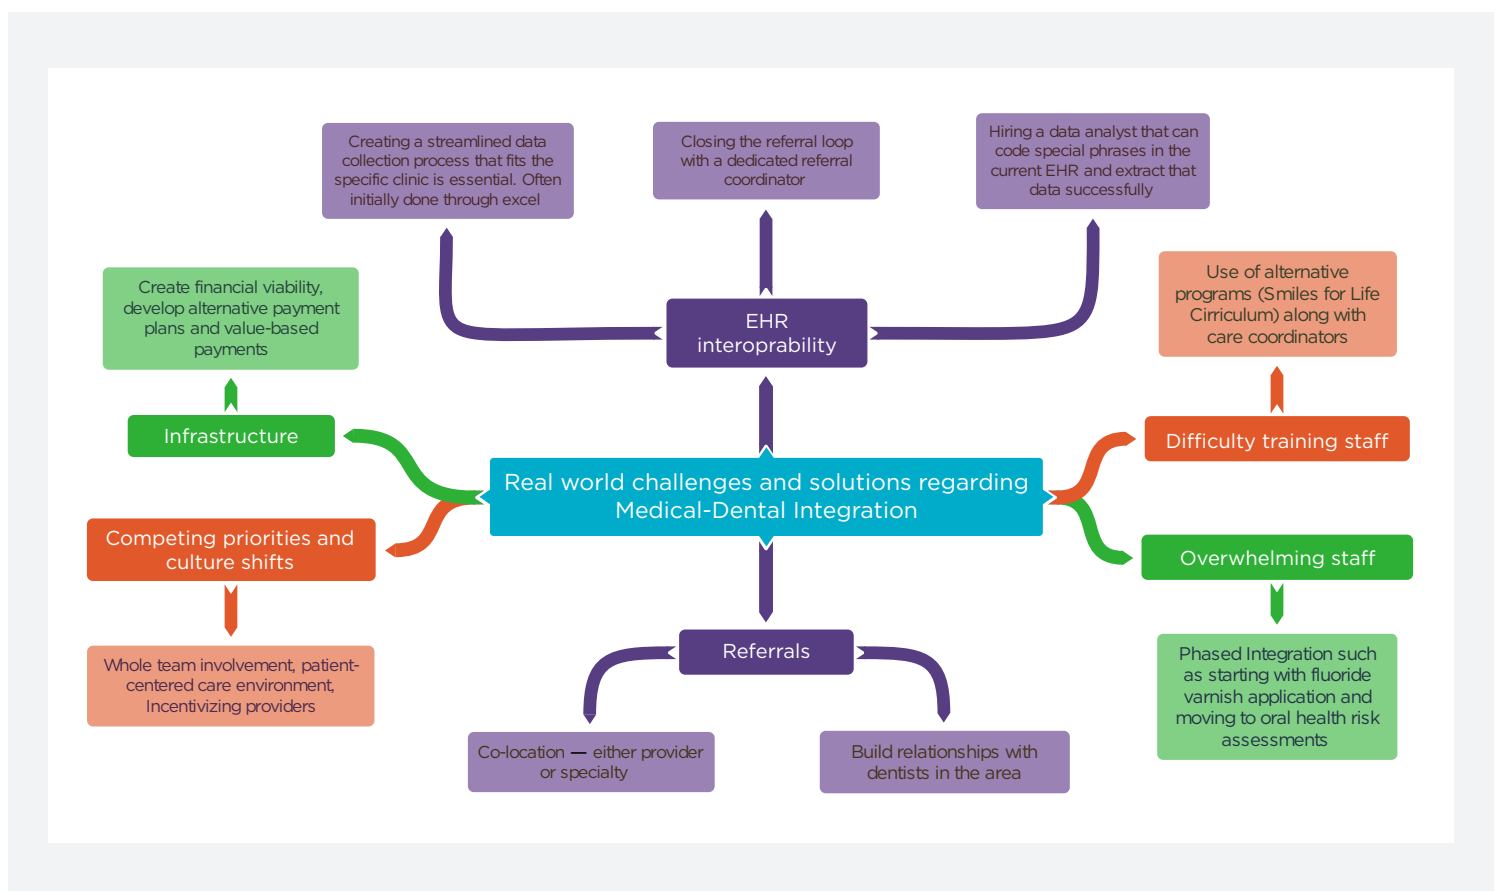 Creating a streamlined data
collection process that fits the
specific clinic is essential. Often
initially done through excel
Closing the referral loop
with a dedicated referral
coordinator
Hiring a data analyst that can
code special phrases in the
current EHR and extract that
data successfully
Create financial viability,
develop alternative payment
plans and value-based
payments
EHR
interoprability
Use of alternative
programs (Smiles for Life
Cirriculum) along with
care coordinators
Infrastructure
Difficulty training staff
Real world challenges and solutions regarding
Medical-Dental Integration
Competing priorities and
culture shifts
Overwhelming staff
Whole team involvement, patient-
centered care environment,
Incentivizing providers
Referrals
Phased Integration such
as starting with fluoride
varnish application and
moving to oral health risk
assessments
Co-location — either provider
or specialty
Build relationships with
dentists in the area